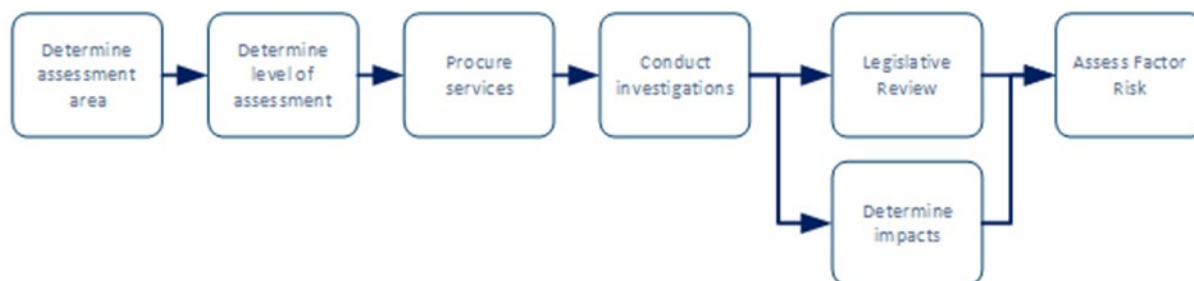 Determine
assessment
area
Determine
level of
assessment
Procure
services
Conduct
investigations
Legislative
Review
Assess Factor
Risk
Determine
impacts